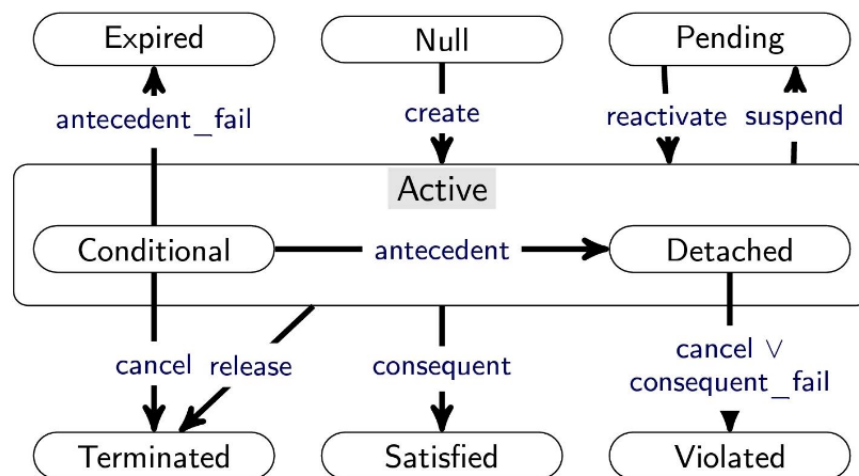 Expired Null Pending
antecedent_fail create reactivate suspend
Active
Conditional antecedent Detached
cancel release consequent cancel ∨
consequent_fail
Terminated Satisfied Violated